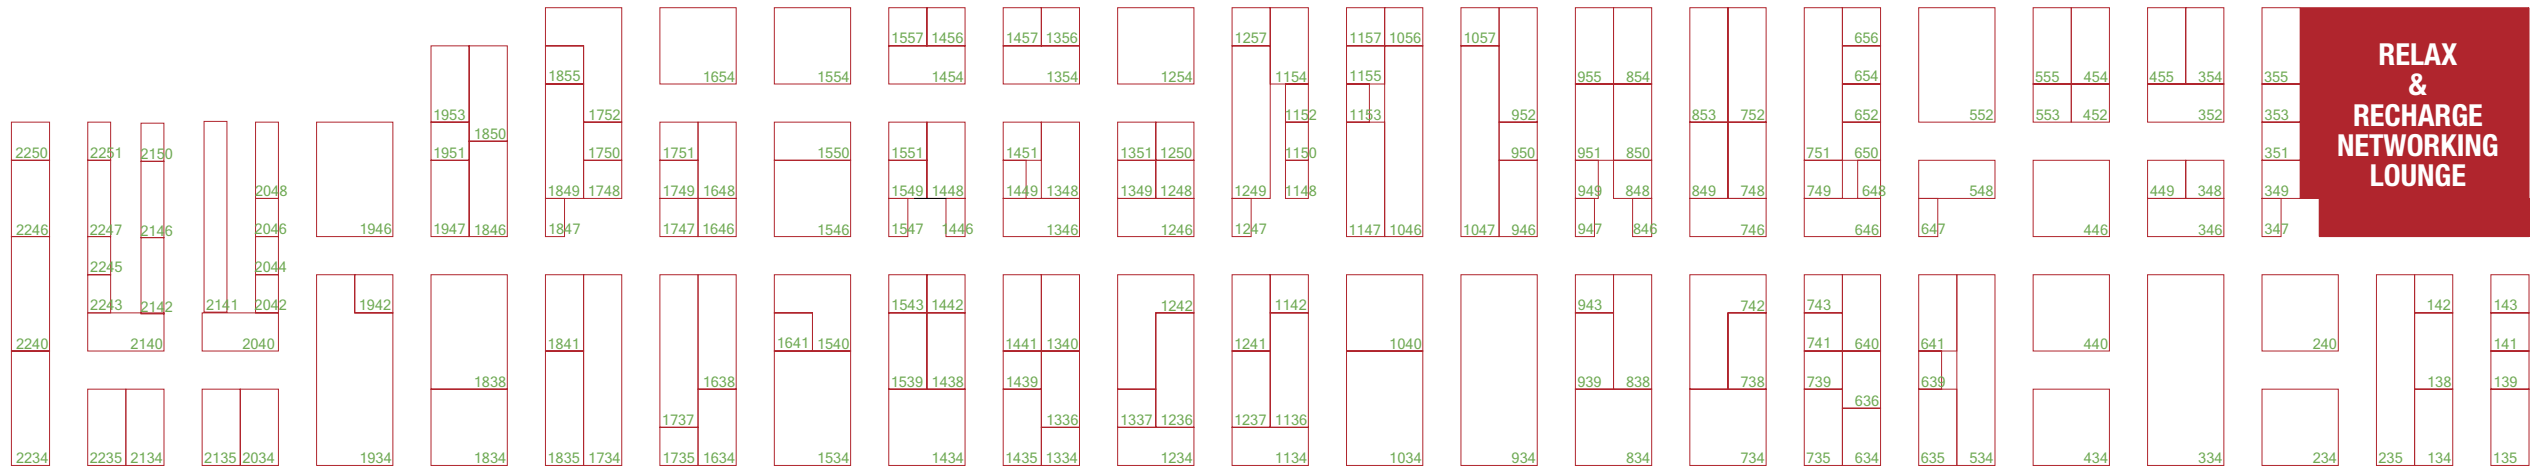 1557 1456 1457 1356 1257 1157 1056 1057 656
1855 1654 1554 1454 1354 1254 1154 1155 955 854 654 555 454 455 354 355
RELAX
&
RECHARGE
NETWORKING
LOUNGE
1953 1752 1152 1153 952 853 752 652 552 553 452 352 353
1850
2250 2251 2150 1951 1750 1751 1550 1551 1451 1351 1250 1150 950 951 850 751 650 351
2048 1849 1748 1749 1648 1549 1448 1449 1348 1349 1248 1249 1148 949 848 849 748 749 648 548 449 348 349
2246 2247 2146 2046 1946 1947 1846 1847 1747 1646 1546 1547 1446 1346 1246 1247 1147 1046 1047 946 947 846 746 646 647 446 346 347
2245 2044
2243 2142 2141 2042 1942 1543 1442 1242 1142 943 742 743 142 143
2240 2140 2040 1841 1641 1540 1441 1340 1241 1040 741 640 641 440 240 141
1838 1638 1539 1438 1439 939 838 738 739 639 138 139
636
1737 1336 1337 1236 1237 1136
2234 2235 2134 2135 2034 1934 1834 1835 1734 1735 1634 1534 1434 1435 1334 1234 1134 1034 934 834 734 735 634 635 534 434 334 234 235 134 135